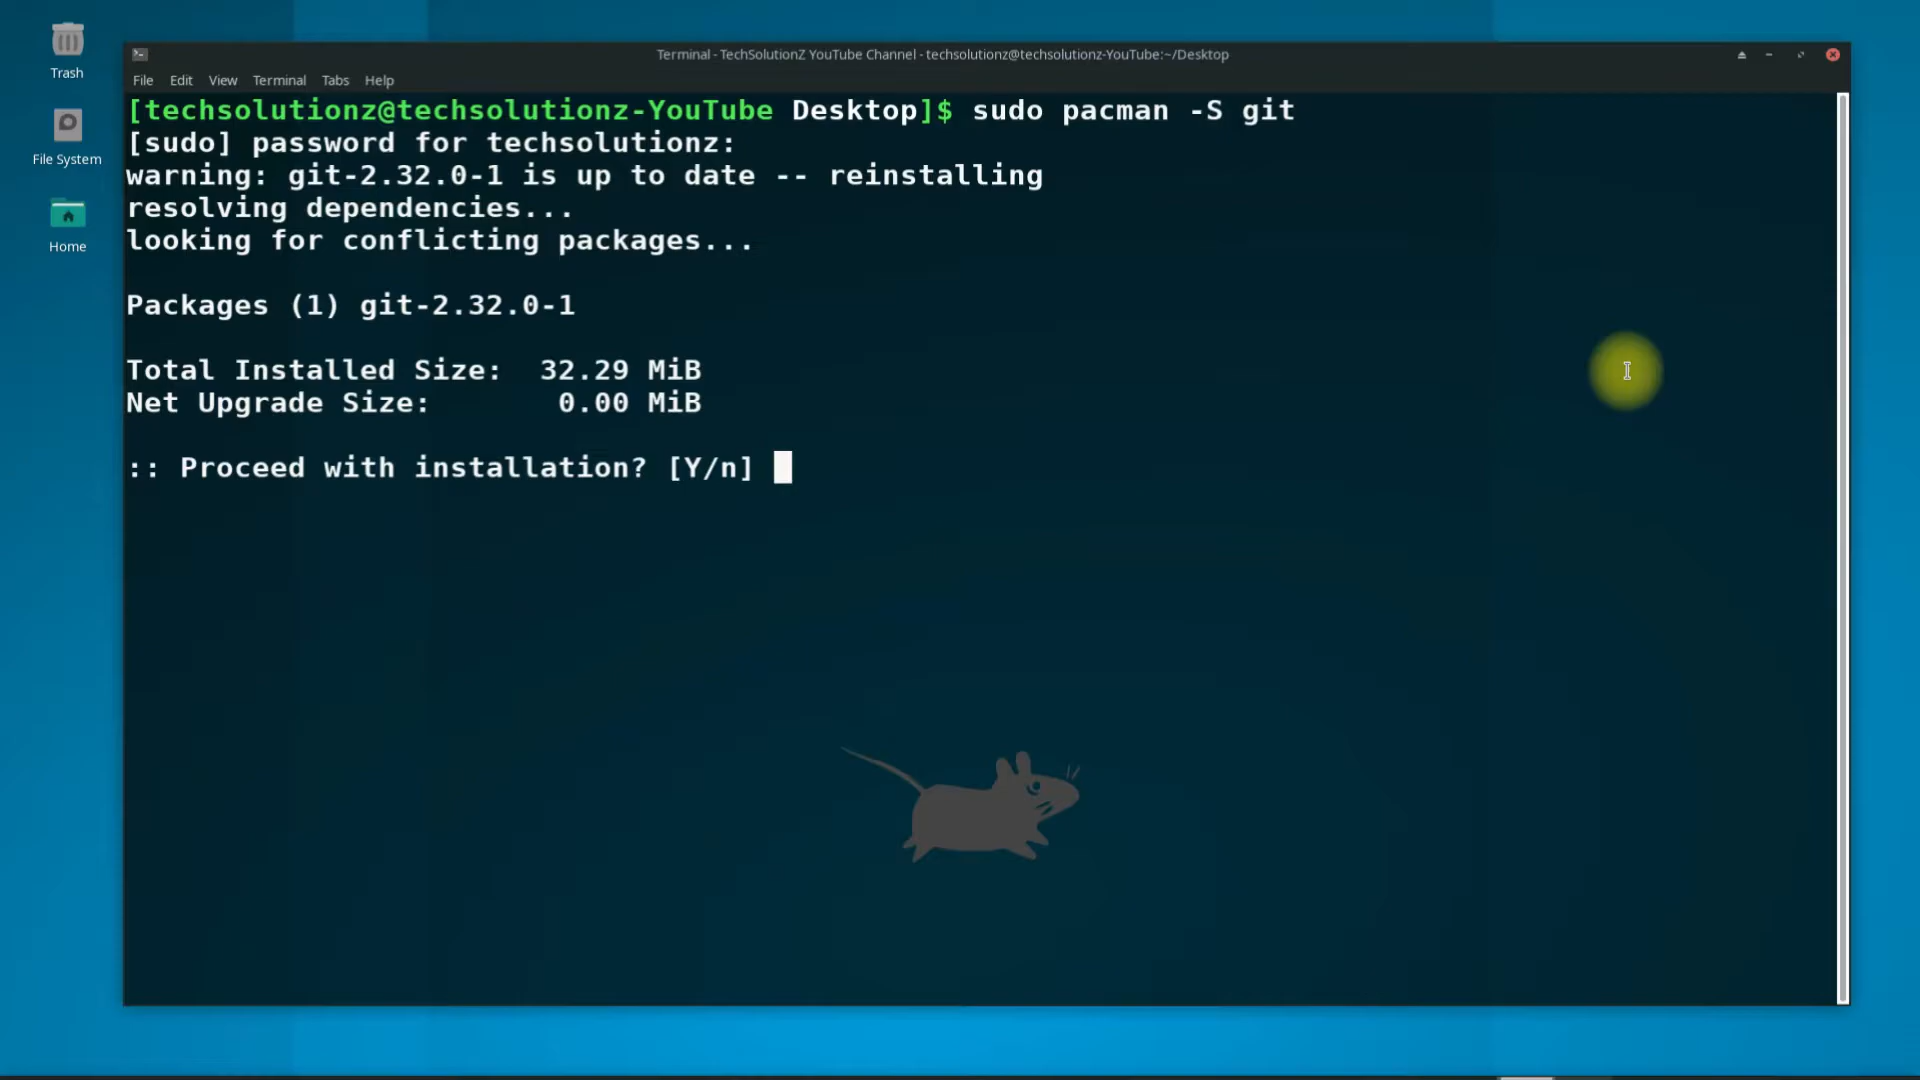 Trash
File System
Home
Terminal - TechSolutionZ YouTube Channel - techsolutionz@techsolutionz-YouTube:~/Desktop
File Edit View Terminal Tabs Help
[techsolutionz@techsolutionz-YouTube Desktop]$ sudo pacman -S git
[sudo] password for techsolutionz:
warning: git-2.32.0-1 is up to date -- reinstalling
resolving dependencies...
looking for conflicting packages...
Packages (1) git-2.32.0-1
Total Installed Size:  32.29 MiB
Net Upgrade Size:       0.00 MiB
:: Proceed with installation? [Y/n]